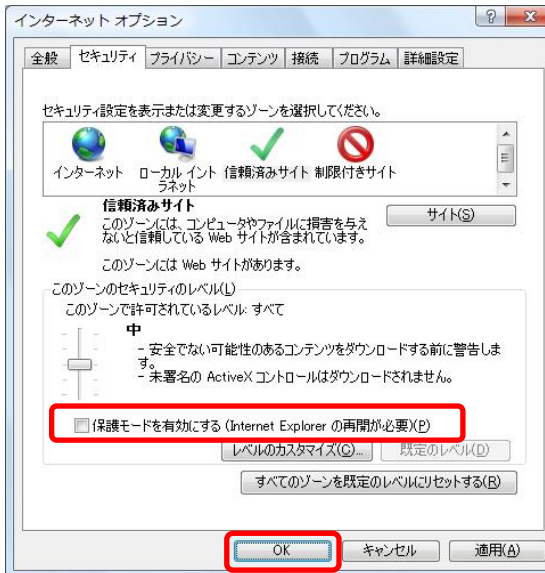 インターネット オプション
全般 セキュリティ プライバシー コンテンツ 接続 プログラム 詳細設定
セキュリティ設定を表示または変更するゾーンを選択してください。
インターネット ローカル イントラネット 信頼済みサイト 制限付きサイト
信頼済みサイト
このゾーンには、コンピュータやファイルに損害を与え
ないと信頼している Web サイトが含まれています。
サイト(S)
このゾーンには Web サイトがあります。
このゾーンのセキュリティのレベル(L)
このゾーンで許可されているレベル: すべて
中
- 安全でない可能性のあるコンテンツをダウンロードする前に警告しま
す。
- 未署名の ActiveX コントロールはダウンロードされません。
保護モードを有効にする (Internet Explorer の再開が必要)(P)
レベルのカスタマイズ(C)... 既定のレベル(D)
すべてのゾーンを既定のレベルにリセットする(R)
OK キャンセル 適用(A)